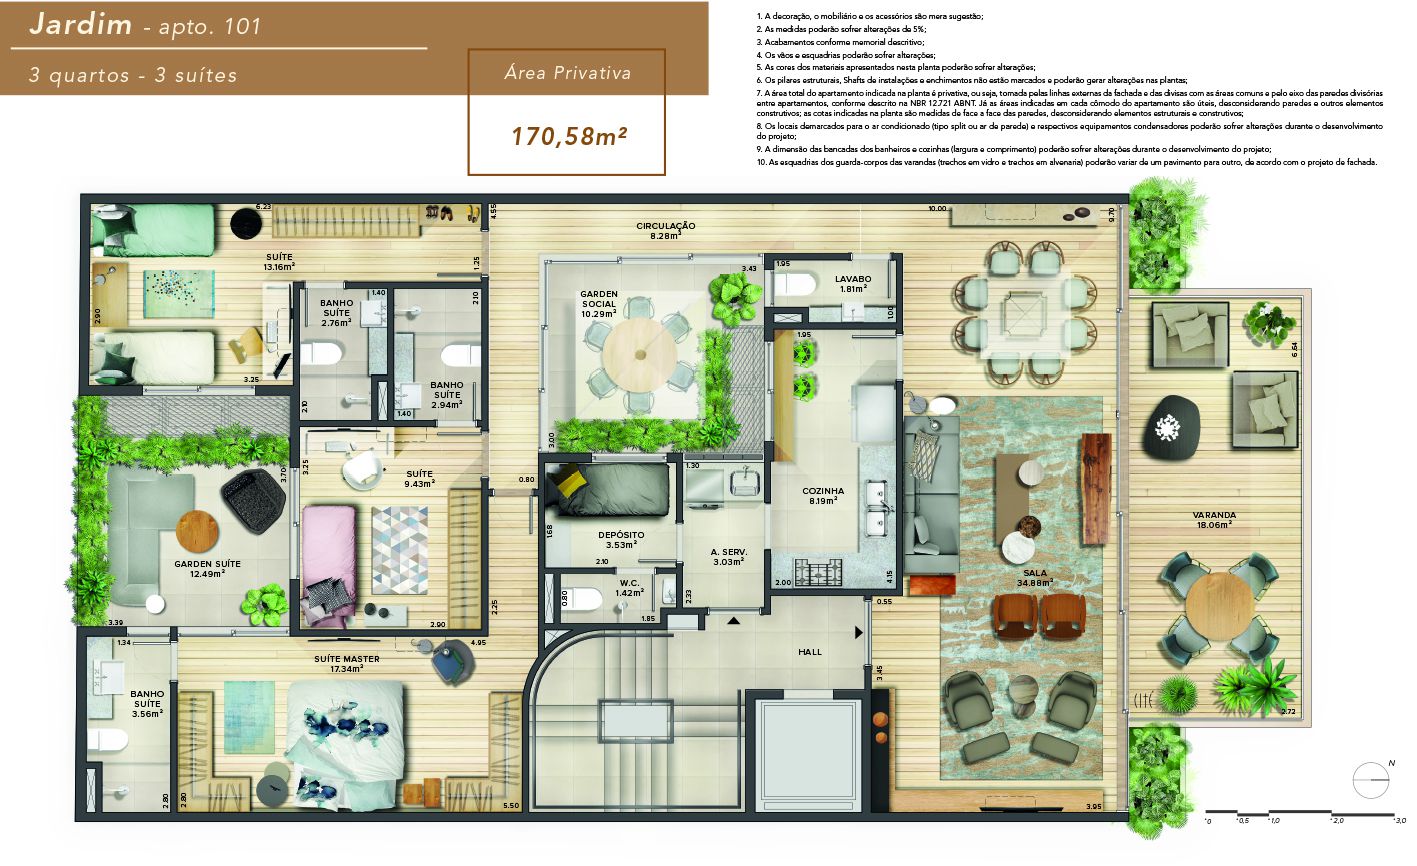 Jardim - apto. 101
3 quartos - 3 suítes
Área Privativa
170,58m²
1. A decoração, o mobiliário e os acessórios são mera sugestão;
2. As medidas poderão sofrer alterações de 5%;
3. Acabamentos conforme memorial descritivo;
4. Os vãos e esquadrias poderão sofrer alterações;
5. As cores dos materiais apresentados nesta planta poderão sofrer alterações;
6. Os pilares estruturais, Shafts de instalações e enchimentos não estão marcados e poderão gerar alterações nas plantas;
7. A área total do apartamento indicada na planta é privativa, ou seja, tomada pelas linhas externas da fachada e das divisas com as áreas comuns e pelo eixo das paredes divisórias
entre apartamentos, conforme descrito na NBR 12.721 ABNT. Já as áreas indicadas em cada cômodo do apartamento são úteis, desconsiderando paredes e outros elementos
construtivos; as cotas indicadas na planta são medidas de face a face das paredes, desconsiderando elementos estruturais e construtivos;
8. Os locais demarcados para o ar condicionado (tipo split ou ar de parede) e respectivos equipamentos condensadores poderão sofrer alterações durante o desenvolvimento
do projeto;
9. A dimensão das bancadas dos banheiros e cozinhas (largura e comprimento) poderão sofrer alterações durante o desenvolvimento do projeto;
10. As esquadrias dos guarda-corpos das varandas (trechos em vidro e trechos em alvenaria) poderão variar de um pavimento para outro, de acordo com o projeto de fachada.
6.23
4.55
10.00
9.70
CIRCULAÇÃO
8.28m²
SUÍTE
13.16m²
1.25
2.90
3.25
BANHO
SUÍTE
2.76m²
1.40
2.10
2.10
BANHO
SUÍTE
2.94m²
1.40
GARDEN
SOCIAL
10.29m²
3.43
3.00
1.95
LAVABO
1.81m²
1.00
1.95
6.64
SUÍTE
9.43m²
3.25
2.90
3.70
GARDEN SUÍTE
12.49m²
3.39
0.80
2.25
1.30
DEPÓSITO
3.53m²
1.68
2.10
W.C.
1.42m²
0.80
1.85
A. SERV.
3.03m²
2.33
COZINHA
8.19m²
2.00
4.15
SALA
34.88m²
VARANDA
18.06m²
0.55
HALL
3.45
1.34
SUÍTE MASTER
17.34m²
4.95
BANHO
SUÍTE
3.56m²
2.80
2.80
5.50
3.95
2.72
N
0
0,5
1,0
2,0
3,0